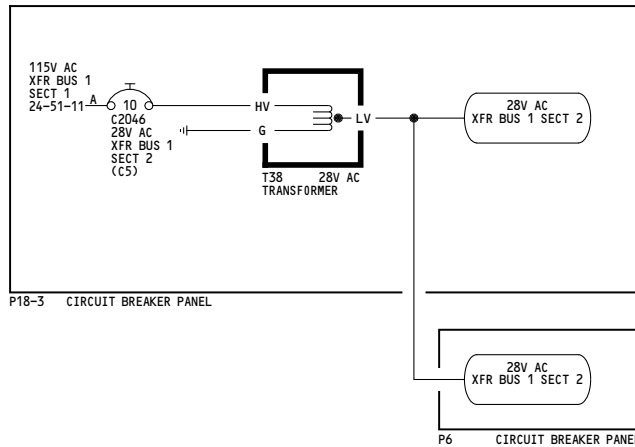 115V AC
XFR BUS 1
SECT 1
24-51-11
A
10
C2046
28V AC
XFR BUS 1
SECT 2
(C5)
HV
G
LV
T38 28V AC
TRANSFORMER
28V AC
XFR BUS 1 SECT 2
P18-3 CIRCUIT BREAKER PANEL
28V AC
XFR BUS 1 SECT 2
P6 CIRCUIT BREAKER PANEL